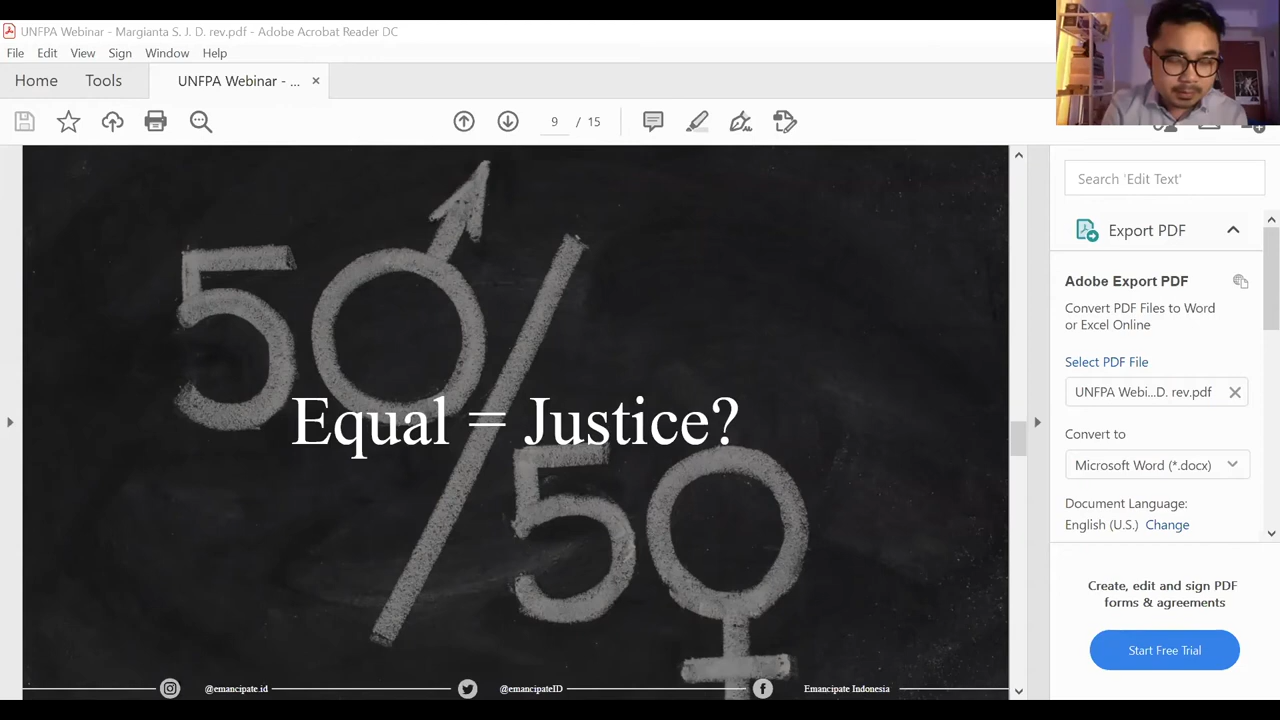 UNFPA Webinar - Margianta S. J. D. rev.pdf - Adobe Acrobat Reader DC
File Edit View Sign Window Help
Home Tools UNFPA Webinar - ... ×
9 / 15
50/50
Equal = Justice?
@emancipate.id @emancipateID Emancipate Indonesia
Search 'Edit Text'
Export PDF
Adobe Export PDF
Convert PDF Files to Word
or Excel Online
Select PDF File
UNFPA Webi...D. rev.pdf
Convert to
Microsoft Word (*.docx)
Document Language:
English (U.S.) Change
Create, edit and sign PDF
forms & agreements
Start Free Trial